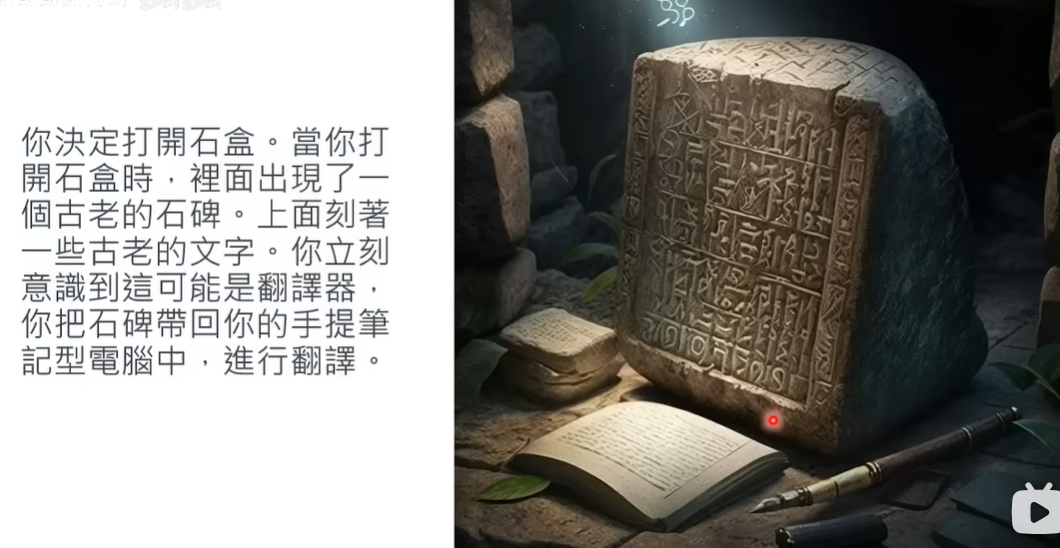 你決定打開石盒。當你打
開石盒時，裡面出現了一
個古老的石碑。上面刻著
一些古老的文字。你立刻
意識到這可能是翻譯器，
你把石碑帶回你的手提筆
記型電腦中，進行翻譯。